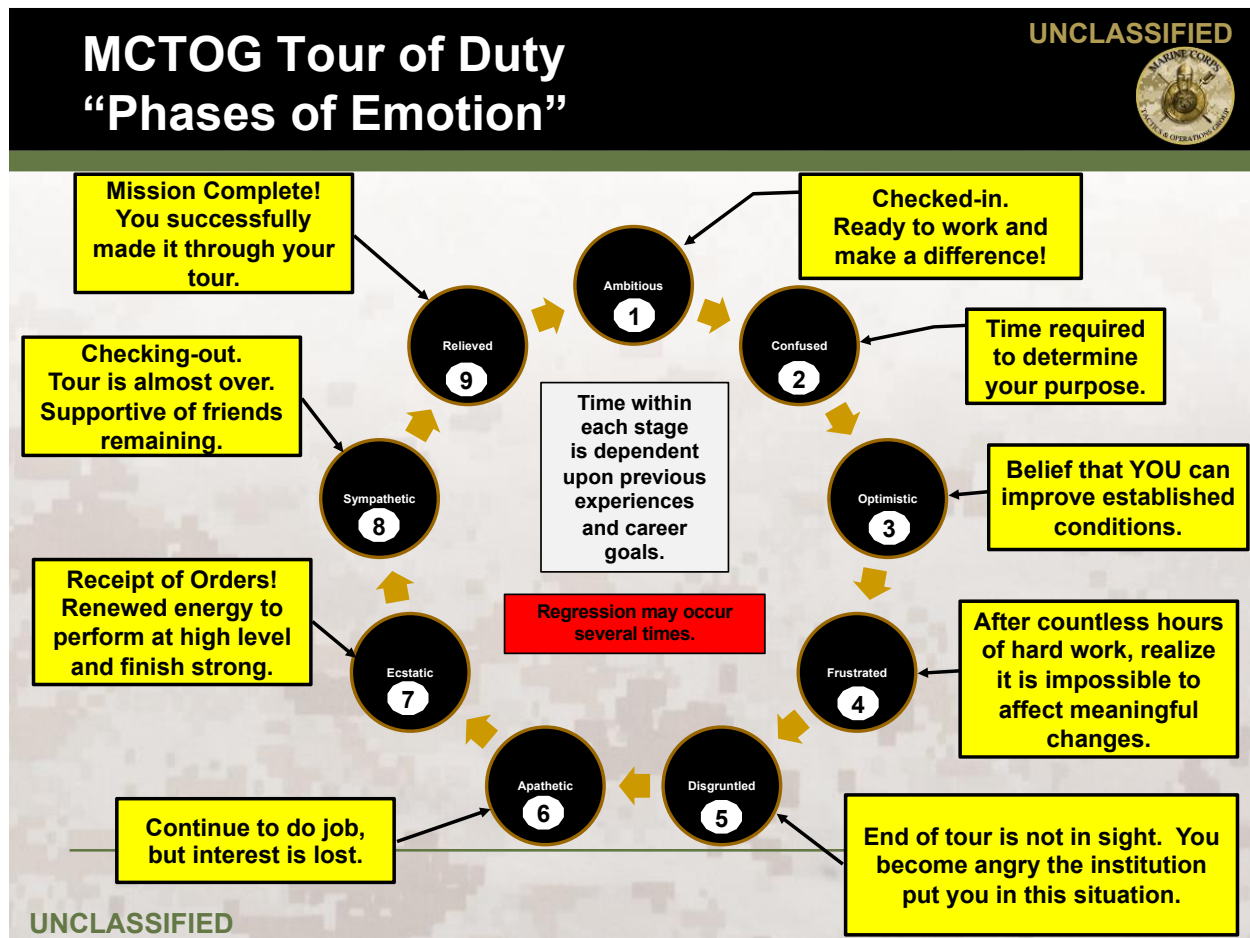 MCTOG Tour of Duty
“Phases of Emotion”
UNCLASSIFIED
MARINE CORPS
TACTICS & OPERATIONS GROUP
Mission Complete!
You successfully
made it through your
tour.
Checked-in.
Ready to work and
make a difference!
Ambitious
1
Relieved
9
Confused
2
Time required
to determine
your purpose.
Checking-out.
Tour is almost over.
Supportive of friends
remaining.
Time within
each stage
is dependent
upon previous
experiences
and career
goals.
Sympathetic
8
Optimistic
3
Belief that YOU can
improve established
conditions.
Receipt of Orders!
Renewed energy to
perform at high level
and finish strong.
Regression may occur
several times.
Ecstatic
7
Frustrated
4
After countless hours
of hard work, realize
it is impossible to
affect meaningful
changes.
Apathetic
6
Disgruntled
5
Continue to do job,
but interest is lost.
End of tour is not in sight.  You
become angry the institution
put you in this situation.
UNCLASSIFIED